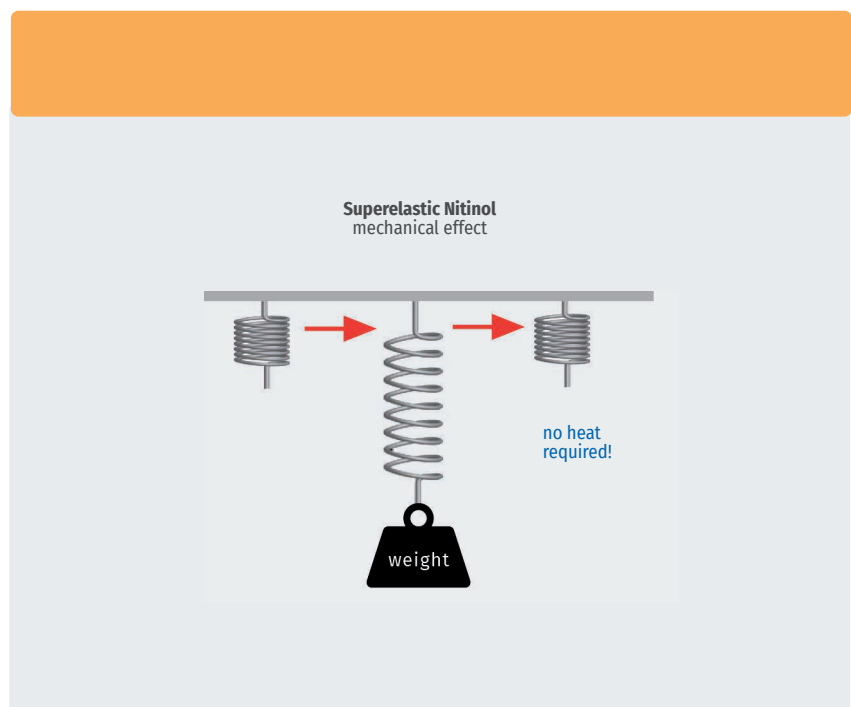 Superelastic Nitinol
mechanical effect
no heat
required!
weight